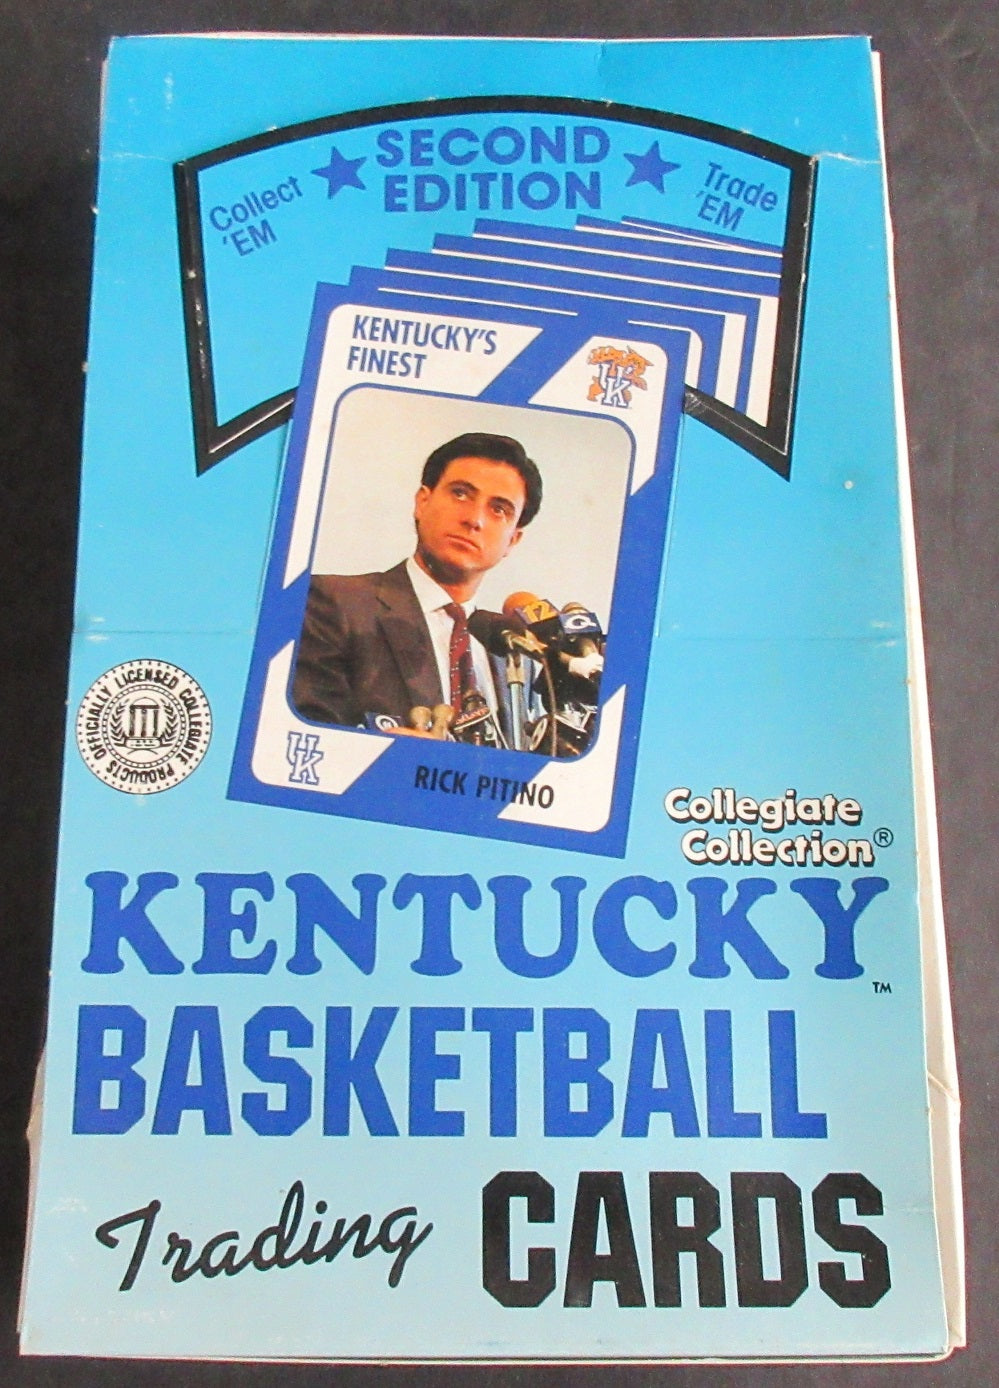 SECOND
EDITION
Collect
'EM
Trade
'EM
KENTUCKY'S
FINEST
UK
12
UK
RICK PITINO
OFFICIALLY LICENSED COLLEGIATE PRODUCTS
Collegiate
Collection®
KENTUCKY™
BASKETBALL
Trading CARDS